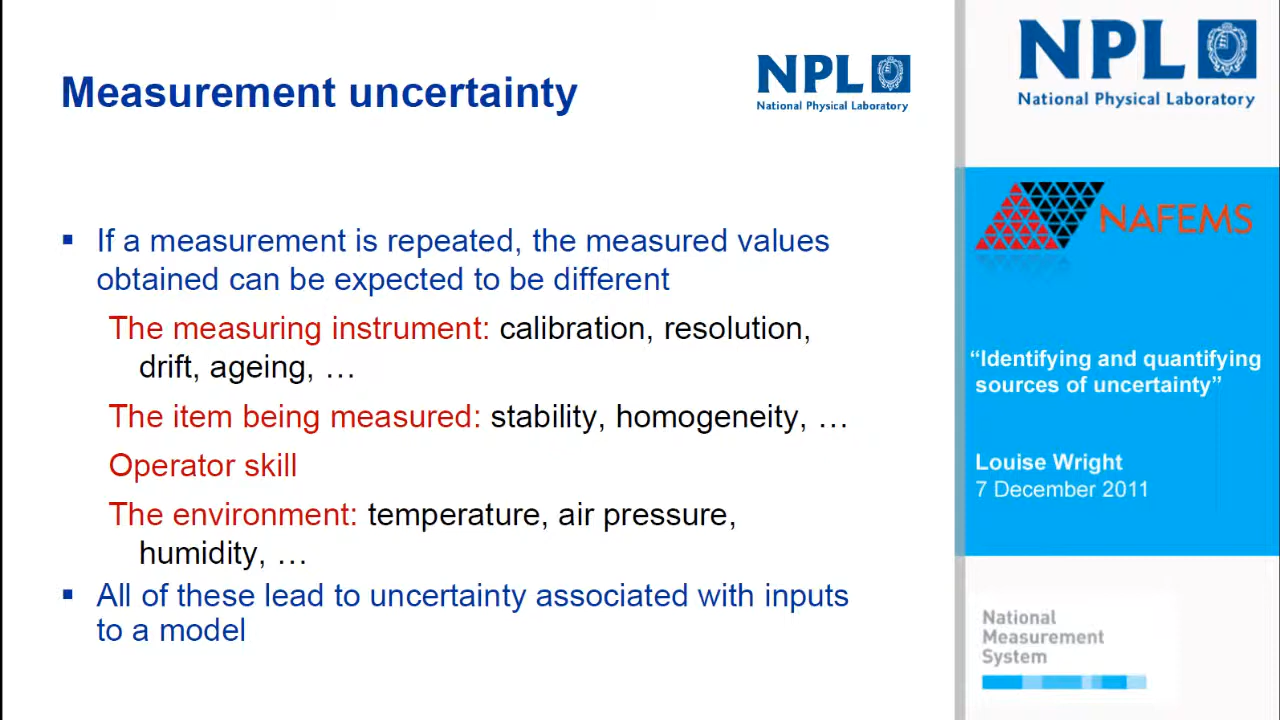 Measurement uncertainty
NPL
National Physical Laboratory
▪ If a measurement is repeated, the measured values
obtained can be expected to be different
The measuring instrument: calibration, resolution,
drift, ageing, …
The item being measured: stability, homogeneity, …
Operator skill
The environment: temperature, air pressure,
humidity, …
▪ All of these lead to uncertainty associated with inputs
to a model
NPL
National Physical Laboratory
NAFEMS
“Identifying and quantifying
sources of uncertainty”
Louise Wright
7 December 2011
National
Measurement
System